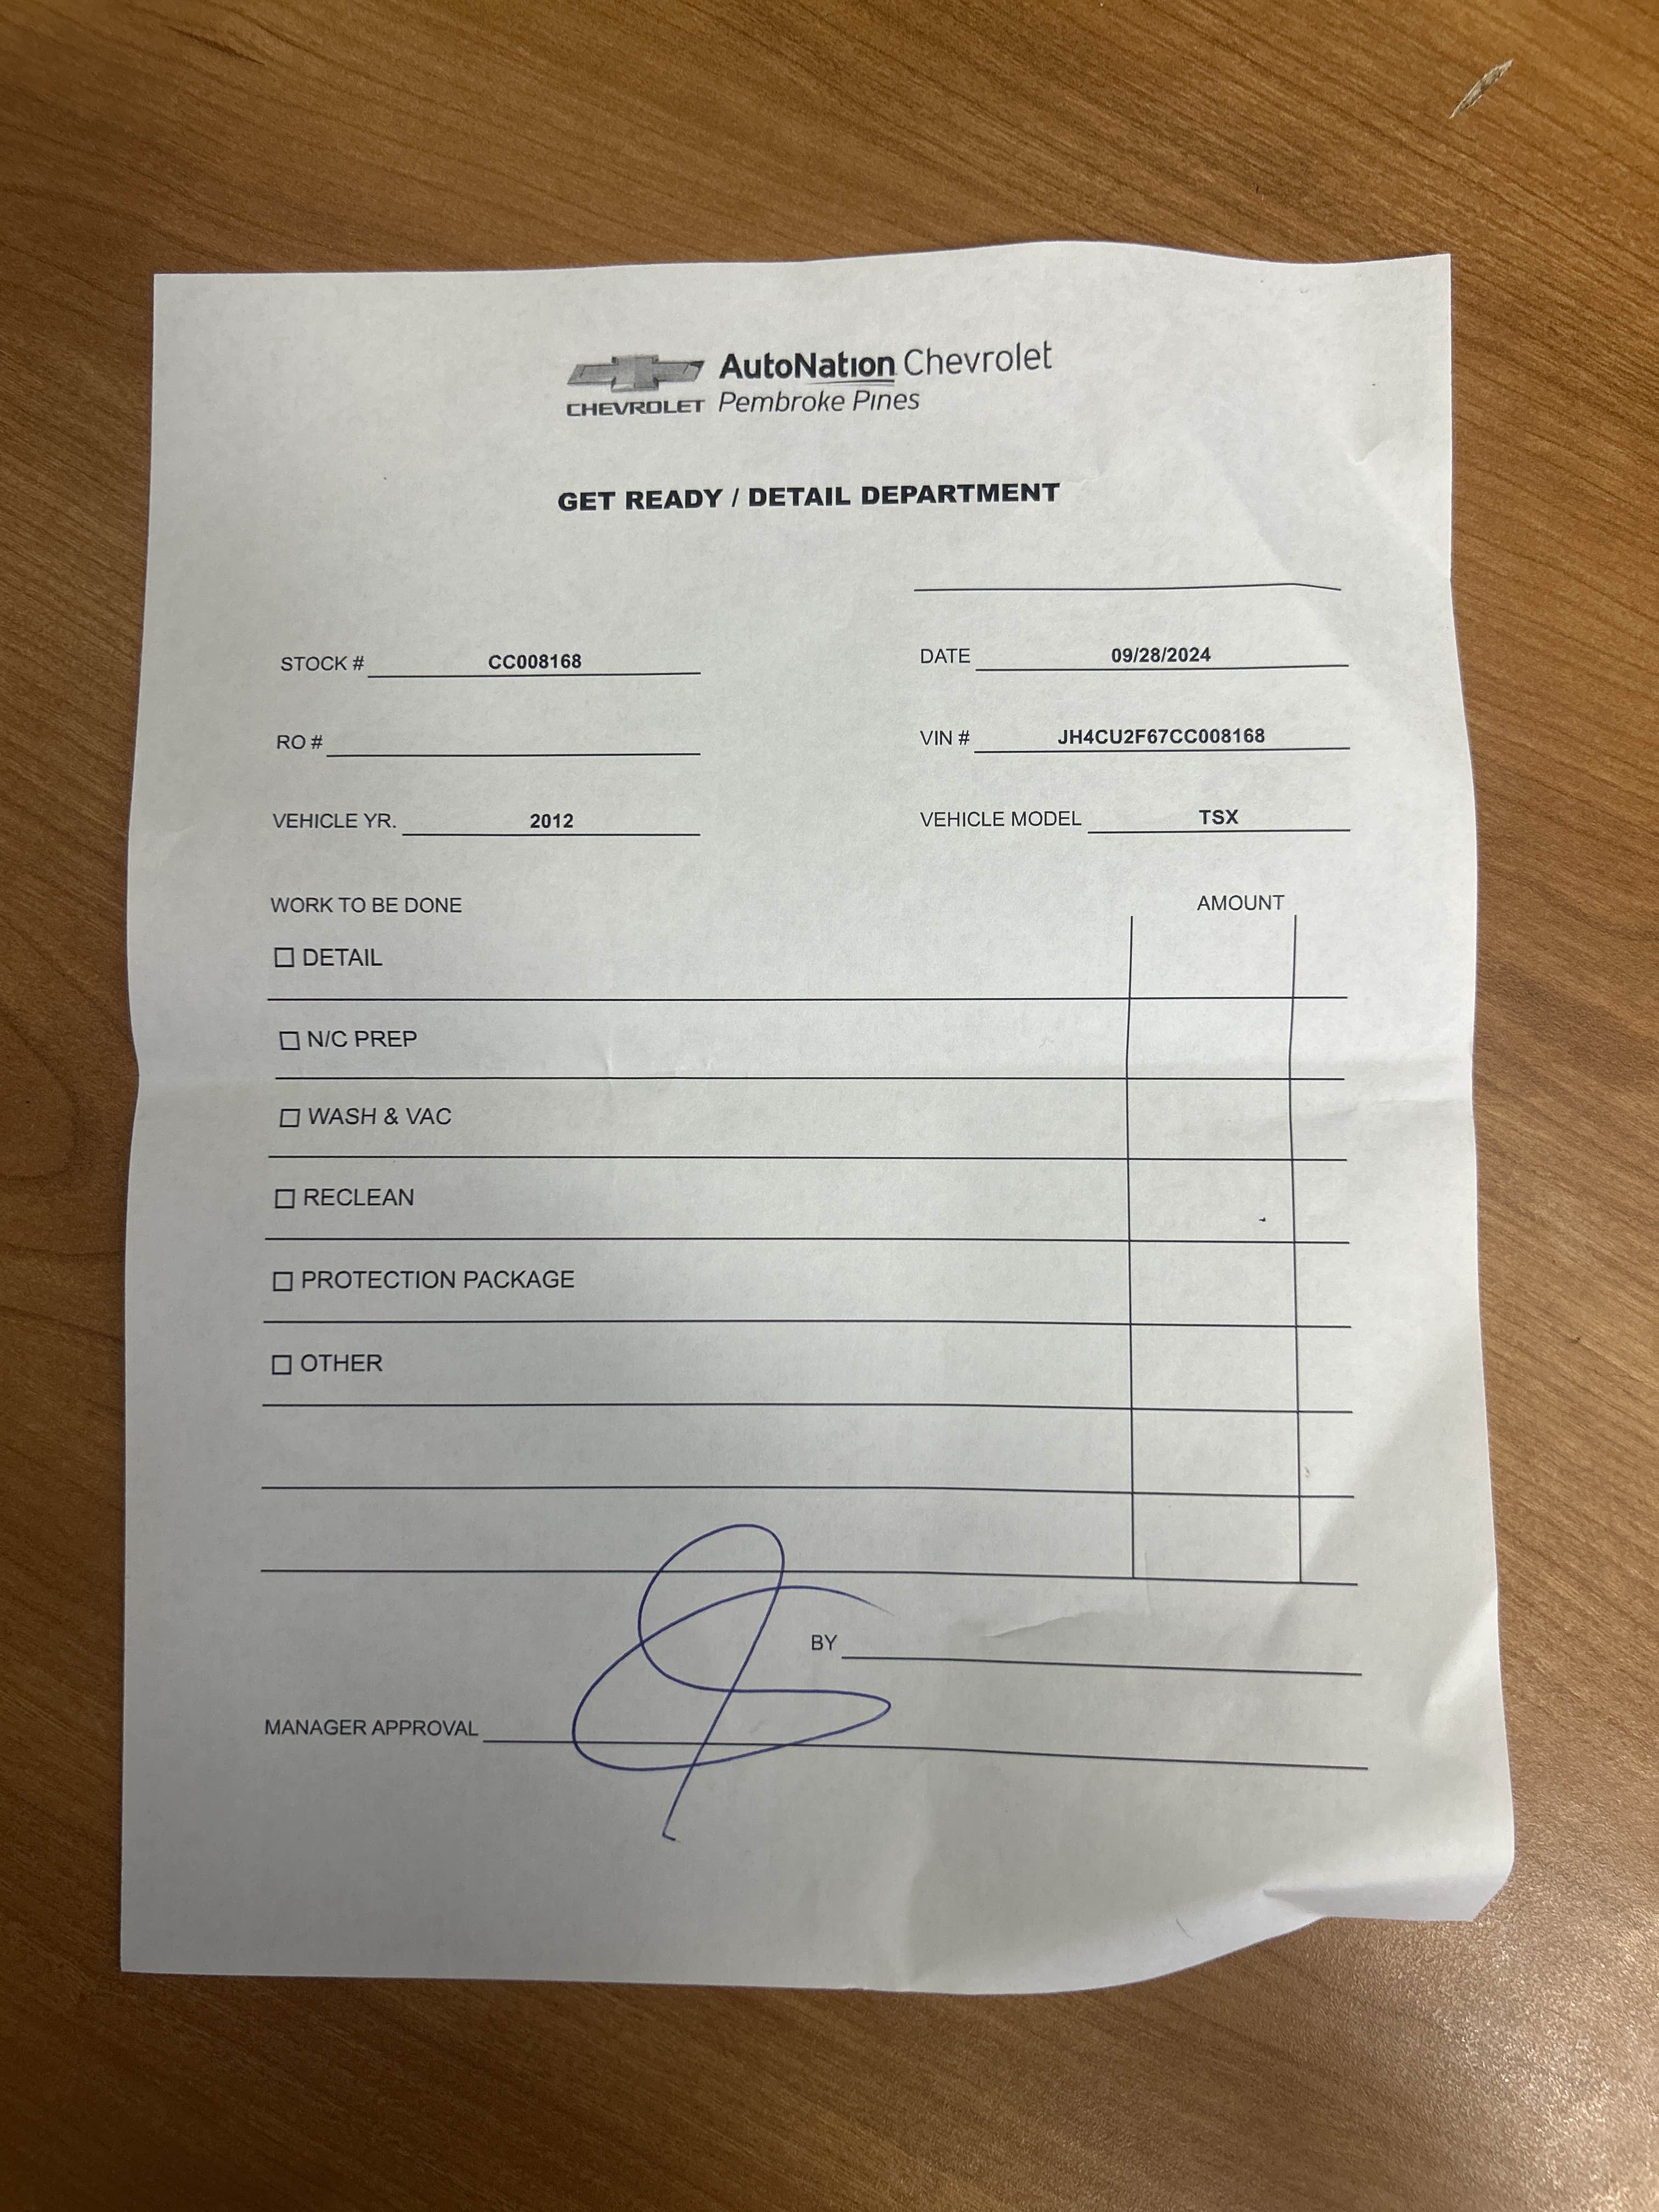 AutoNation Chevrolet
CHEVROLET Pembroke Pines
GET READY / DETAIL DEPARTMENT
STOCK # CC008168 DATE 09/28/2024
RO # VIN # JH4CU2F67CC008168
VEHICLE YR. 2012 VEHICLE MODEL TSX
WORK TO BE DONE AMOUNT
DETAIL
N/C PREP
WASH & VAC
RECLEAN
PROTECTION PACKAGE
OTHER
BY
MANAGER APPROVAL